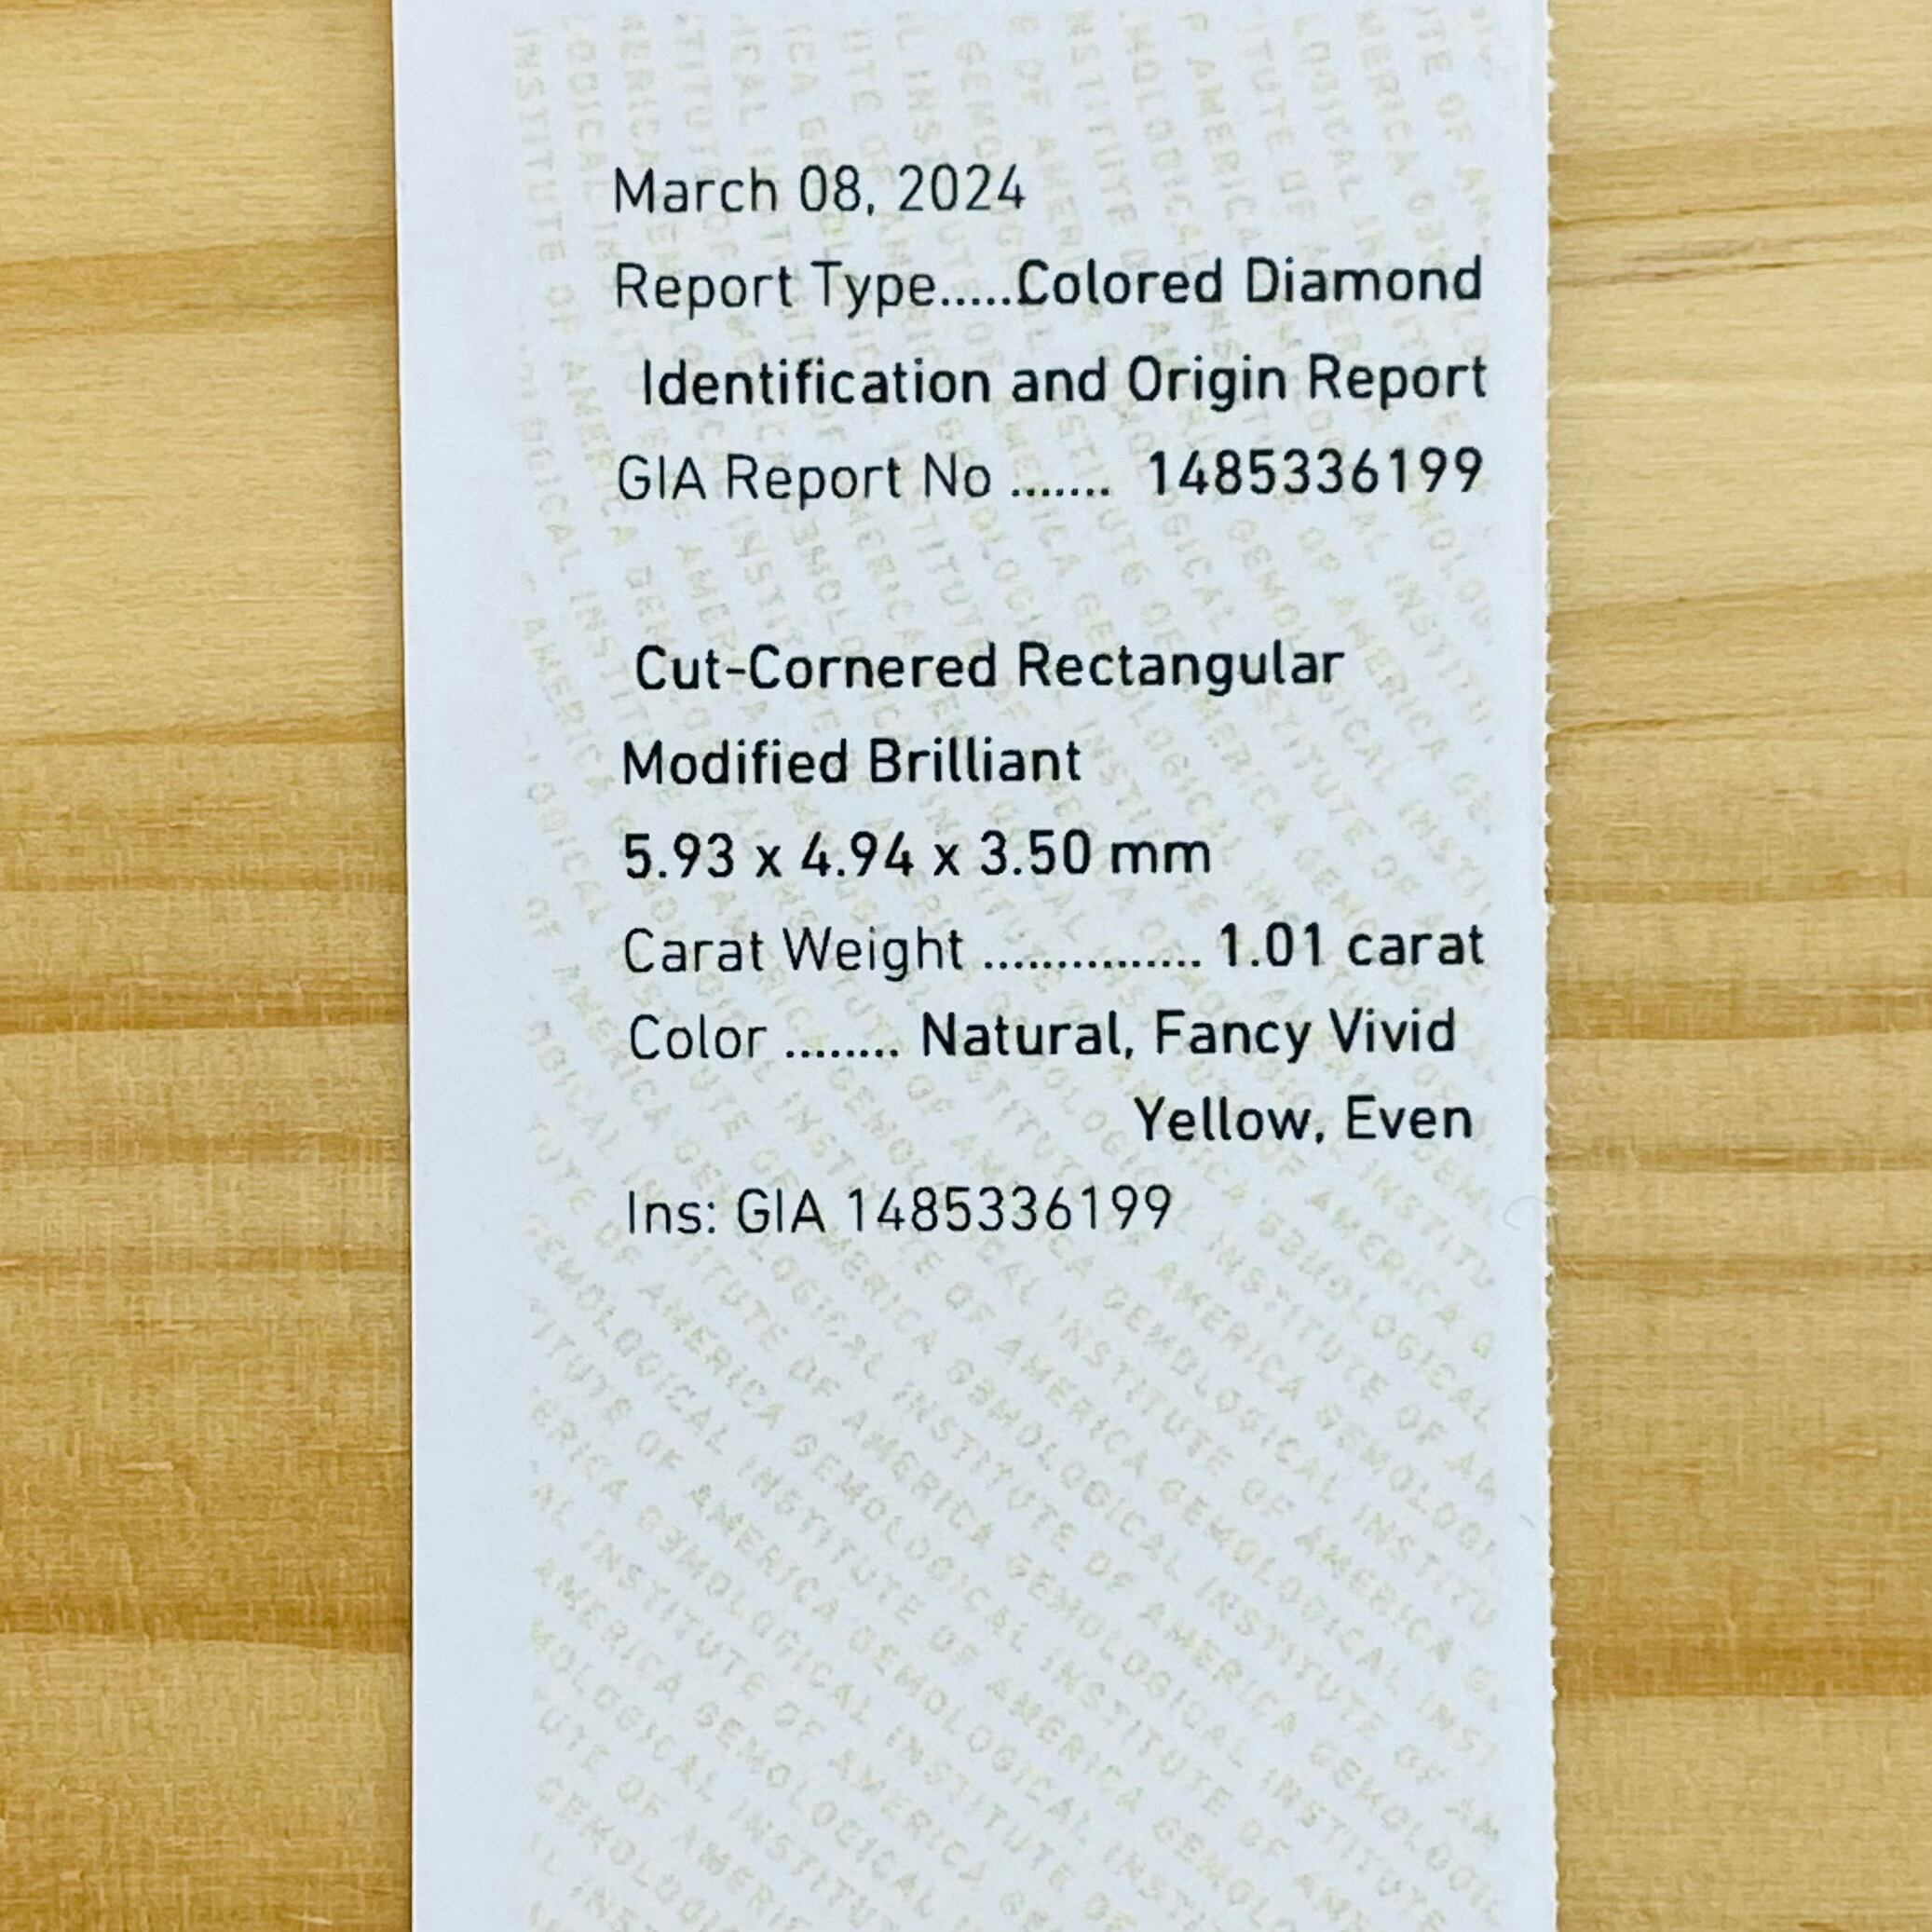 March 08, 2024
Report Type.....Colored Diamond
Identification and Origin Report
GIA Report No ....... 1485336199
Cut-Cornered Rectangular
Modified Brilliant
5.93 x 4.94 x 3.50 mm
Carat Weight ............... 1.01 carat
Color ........ Natural, Fancy Vivid
Yellow, Even
Ins: GIA 1485336199